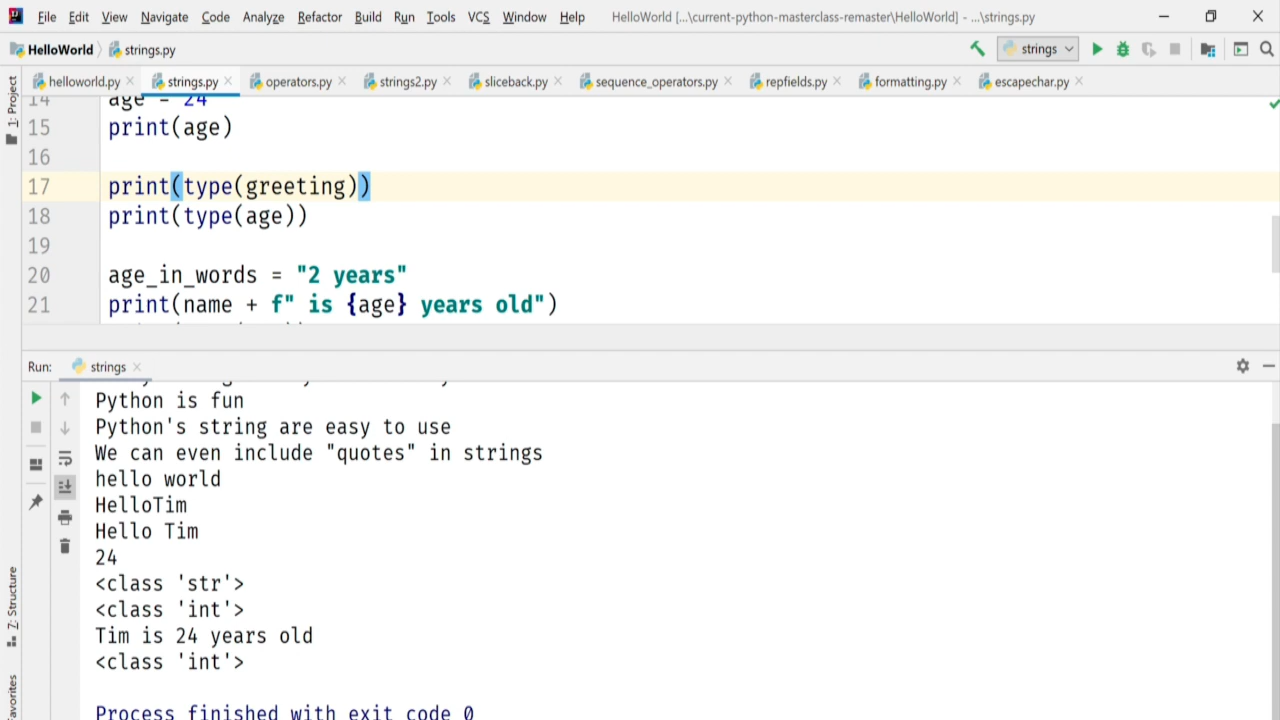 File Edit View Navigate Code Analyze Refactor Build Run Tools VCS Window Help HelloWorld [...\current-python-masterclass-remaster\HelloWorld] - ...\strings.py
HelloWorld strings.py strings
helloworld.py strings.py operators.py strings2.py sliceback.py sequence_operators.py repfields.py formatting.py escapechar.py
1: Project
14 age = 24
15 print(age)
16
17 print(type(greeting))
18 print(type(age))
19
20 age_in_words = "2 years"
21 print(name + f" is {age} years old")
Run: strings
Python is fun
Python's string are easy to use
We can even include "quotes" in strings
hello world
HelloTim
Hello Tim
24
<class 'str'>
<class 'int'>
Tim is 24 years old
<class 'int'>
Process finished with exit code 0
Z: Structure
avorites